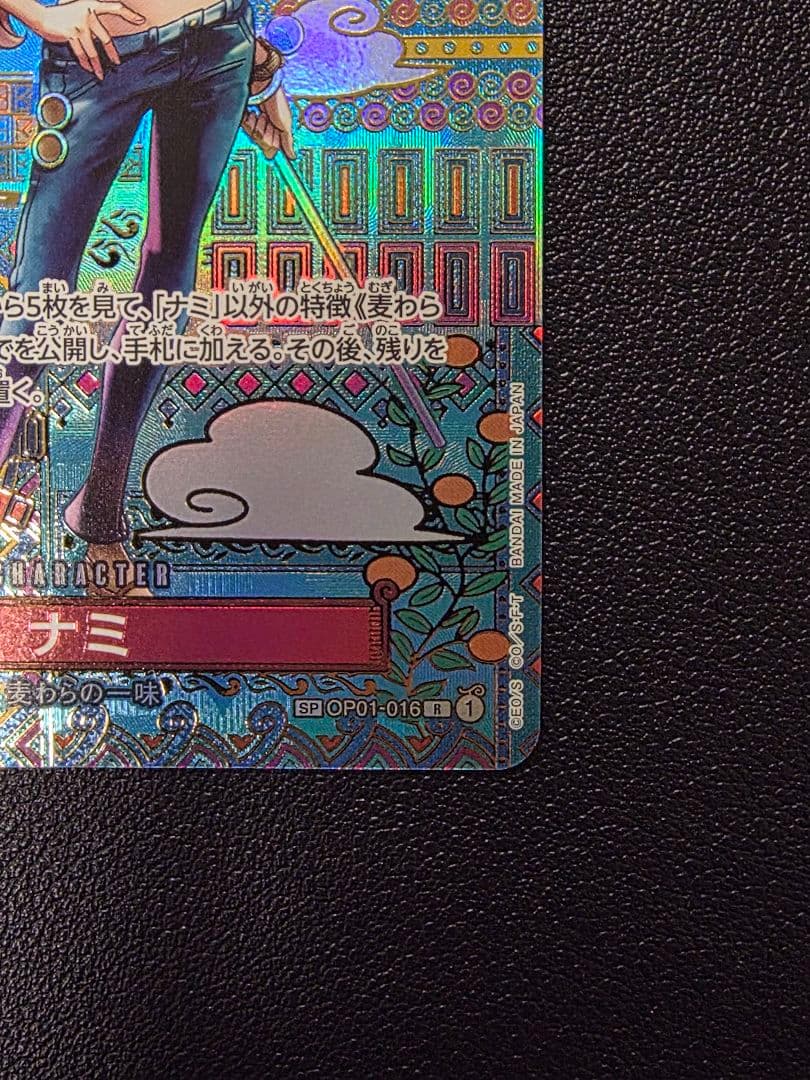 ら5枚を見て、「ナミ」以外の特徴《麦わら
でを公開し、手札に加える。その後、残りを
置く。
CHARACTER
ナミ
麦わらの一味
SP OP01-016 R 1
©EO/S ©O/S·F·T BANDAI MADE IN JAPAN